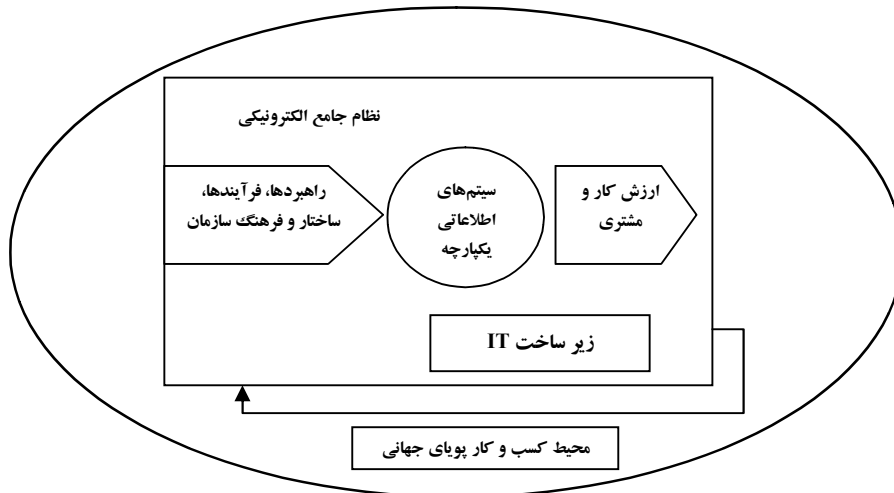 نظام جامع الکترونیکی
راهبردها، فرآیندها،
ساختار و فرهنگ سازمان
سیتم‌های
اطلاعاتی
یکپارچه
ارزش کار و
مشتری
زیر ساخت IT
محیط کسب و کار پویای جهانی